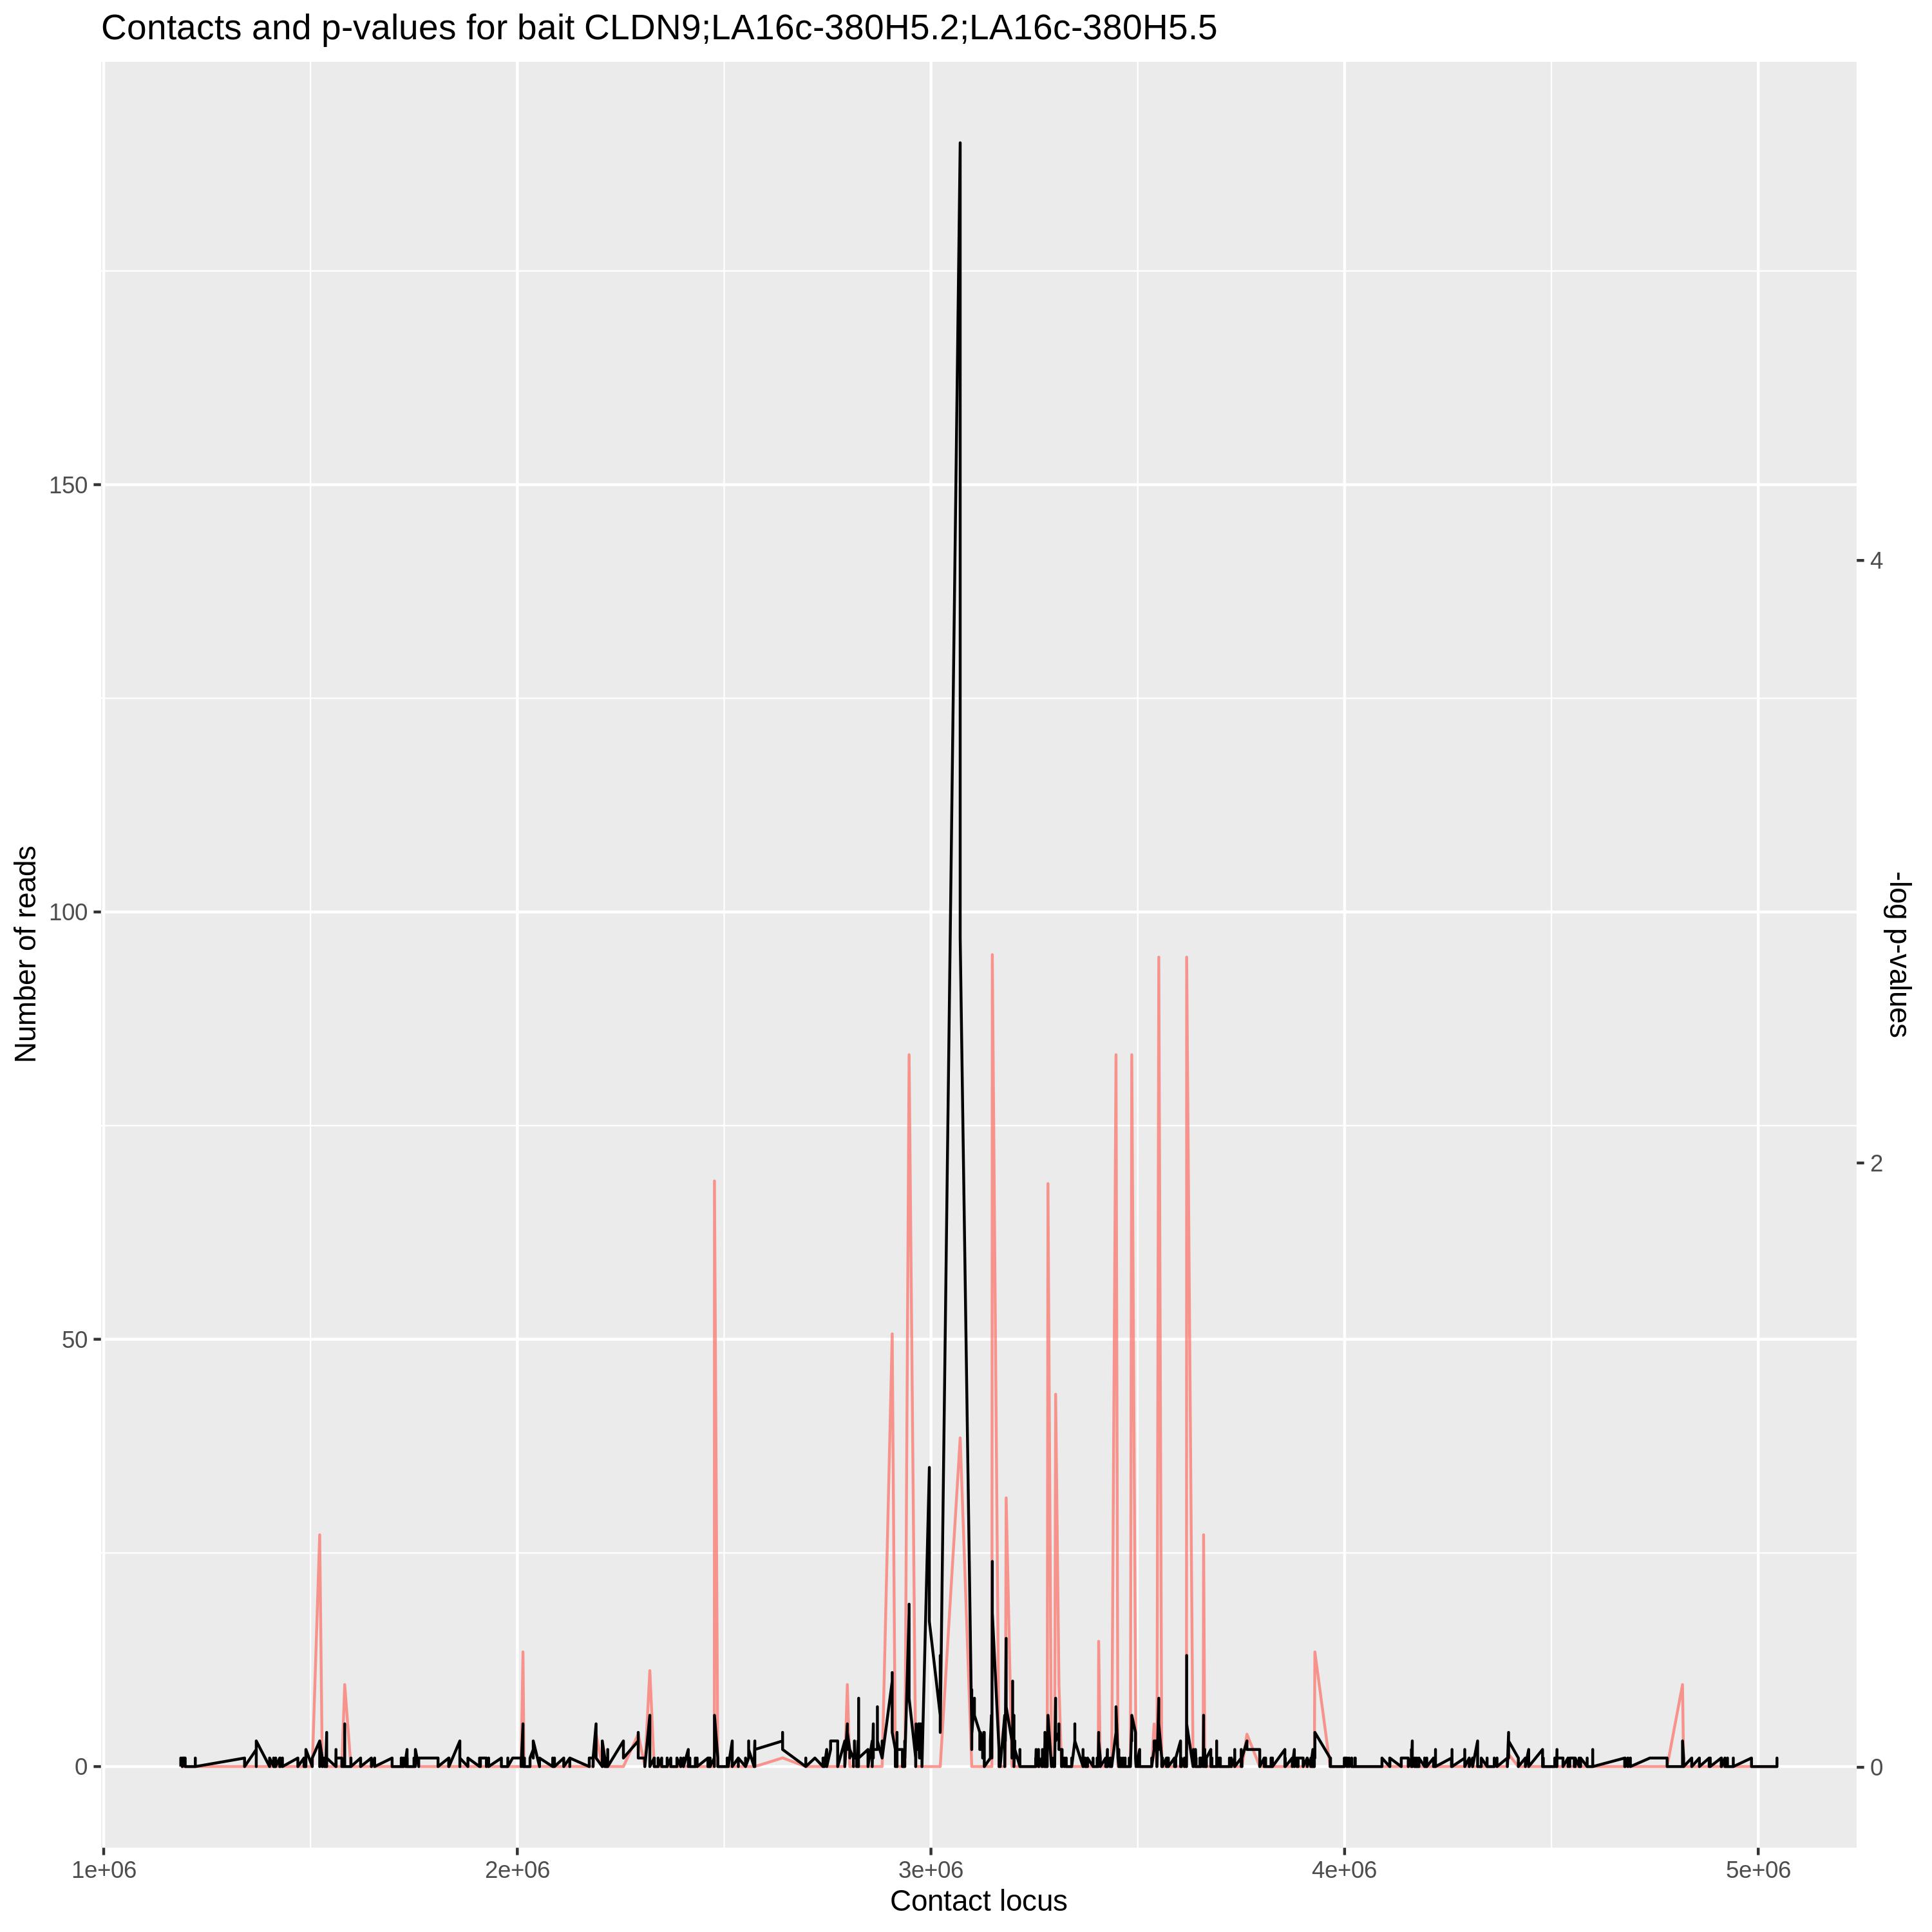 Contacts and p-values for bait CLDN9;LA16c-380H5.2;LA16c-380H5.5
150
100
50
0
Number of reads
4
2
0
-log p-values
1e+06
2e+06
3e+06
4e+06
5e+06
Contact locus